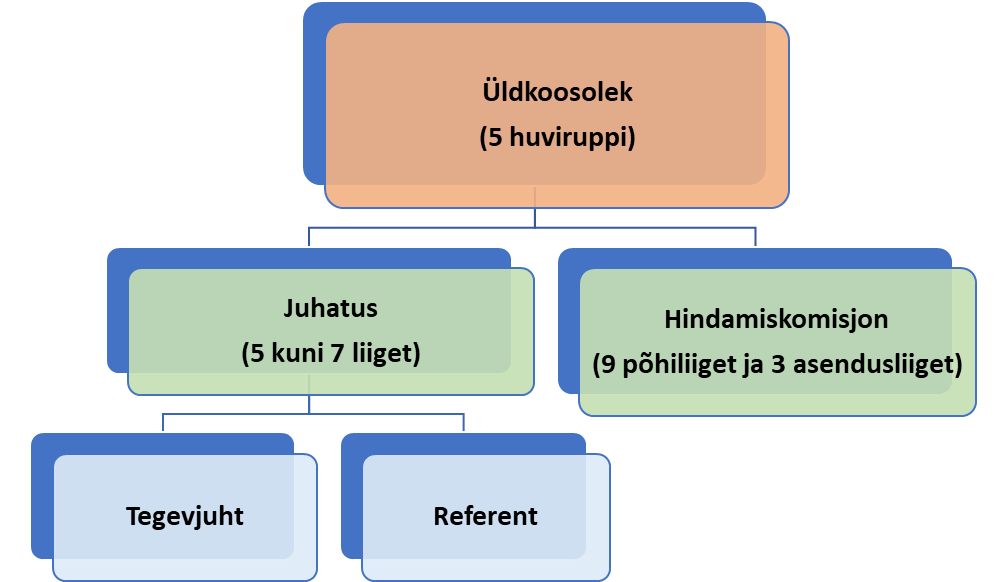 Üldkoosolek
(5 huviruppi)
Juhatus
(5 kuni 7 liiget)
Hindamiskomisjon
(9 põhiliiget ja 3 asendusliiget)
Tegevjuht
Referent